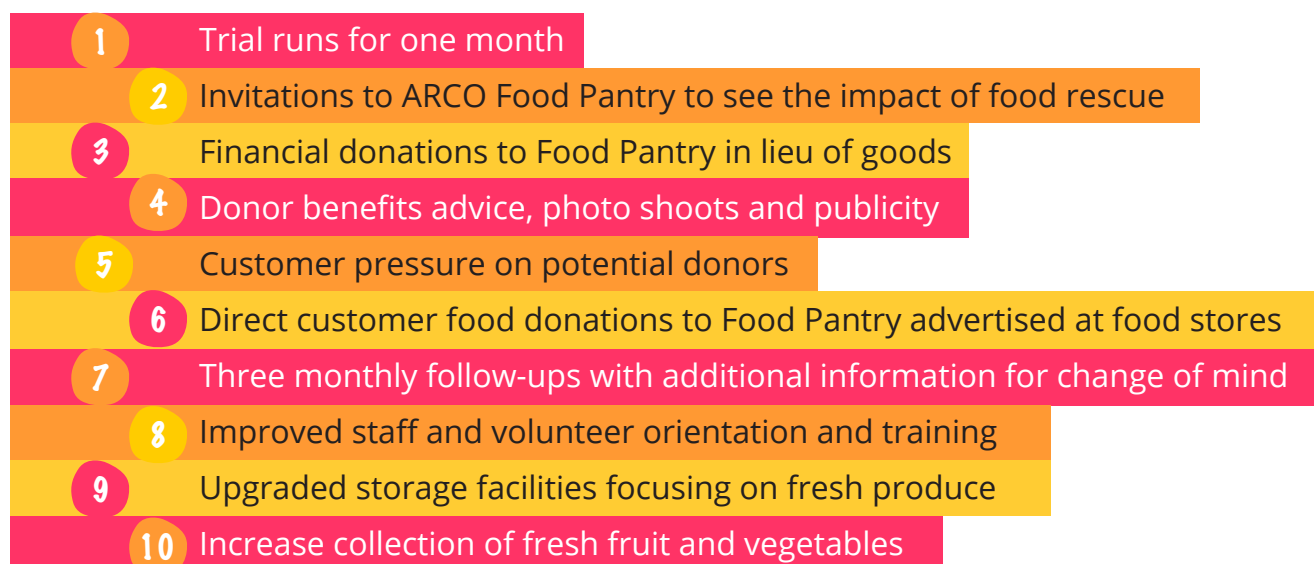 1 Trial runs for one month
2 Invitations to ARCO Food Pantry to see the impact of food rescue
3 Financial donations to Food Pantry in lieu of goods
4 Donor benefits advice, photo shoots and publicity
5 Customer pressure on potential donors
6 Direct customer food donations to Food Pantry advertised at food stores
7 Three monthly follow-ups with additional information for change of mind
8 Improved staff and volunteer orientation and training
9 Upgraded storage facilities focusing on fresh produce
10 Increase collection of fresh fruit and vegetables